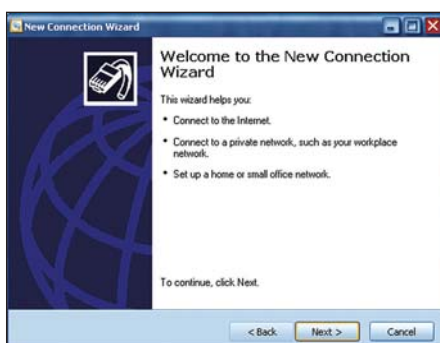 New Connection Wizard
Welcome to the New Connection
Wizard
This wizard helps you:
• Connect to the Internet.
• Connect to a private network, such as your workplace
network.
• Set up a home or small office network.
To continue, click Next.
< Back Next > Cancel